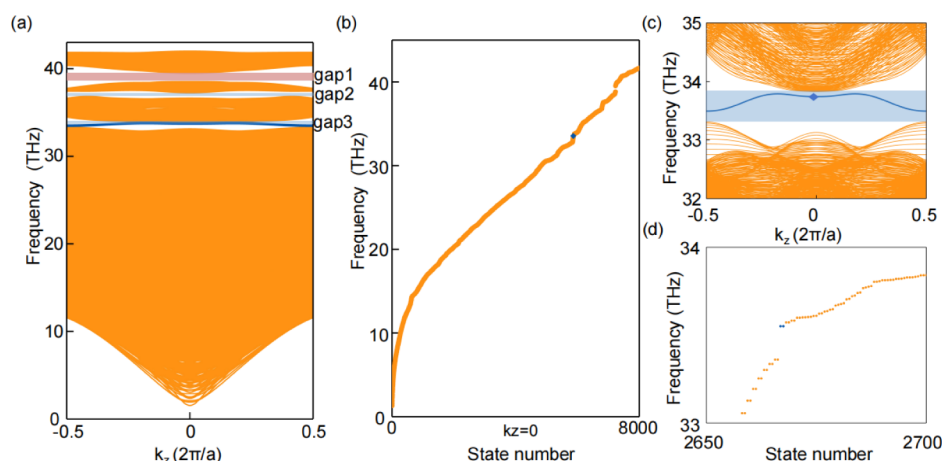 (a)
40
30
20
10
0
Frequency (THz)
gap1
gap2
gap3
-0.5
0
0.5
k_z (2π/a)
(b)
40
30
20
10
0
Frequency (THz)
0
kz=0
8000
State number
(c)
35
34
33
32
Frequency (THz)
-0.5
0
0.5
k_z (2π/a)
(d)
34
33
Frequency (THz)
2650
2700
State number